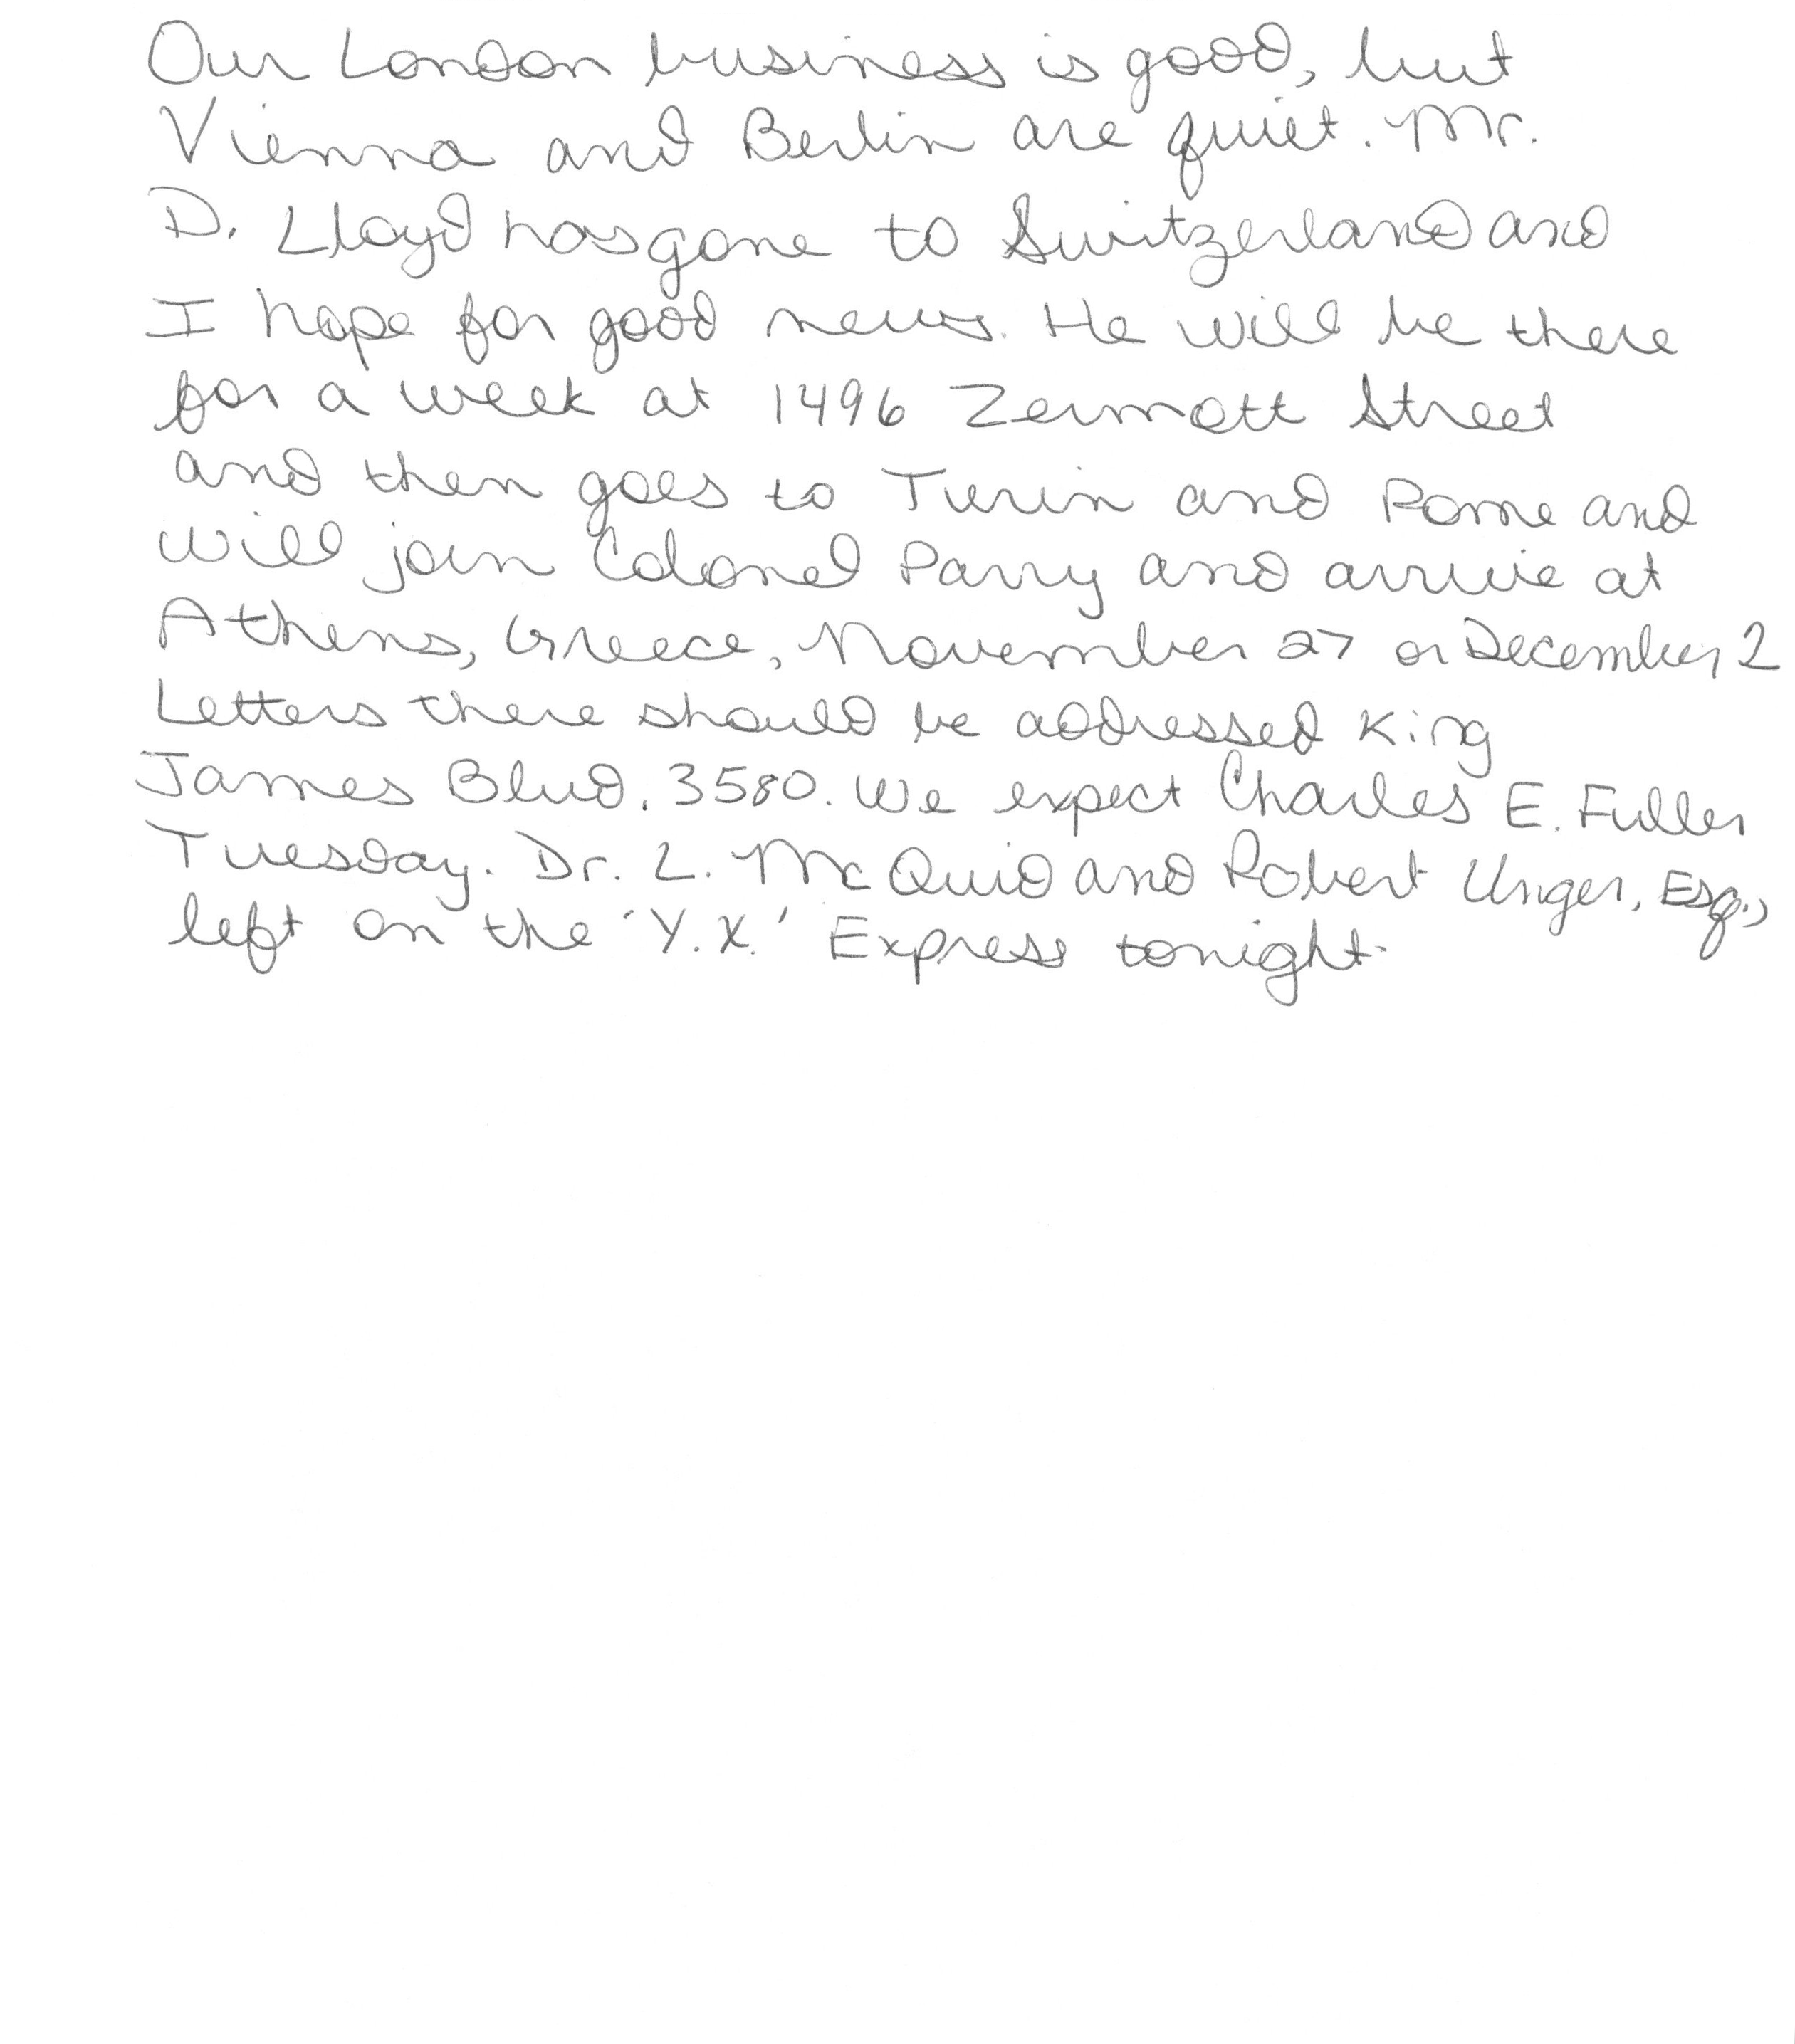 Our London business is good, but
Vienna and Berlin are quiet. Mr.
D. Lloyd has gone to Switzerland and
I hope for good news. He will be there
for a week at 1496 Zermott Street
and then goes to Turin and Rome and
will join Colonel Parry and arrive at
Athens, Greece, November 27 or December 2
Letters there should be addressed King
James Blvd. 3580. We expect Charles E. Fuller
Tuesday. Dr. L. McQuid and Robert Unger, Esq.,
left on the 'Y.X.' Express tonight.